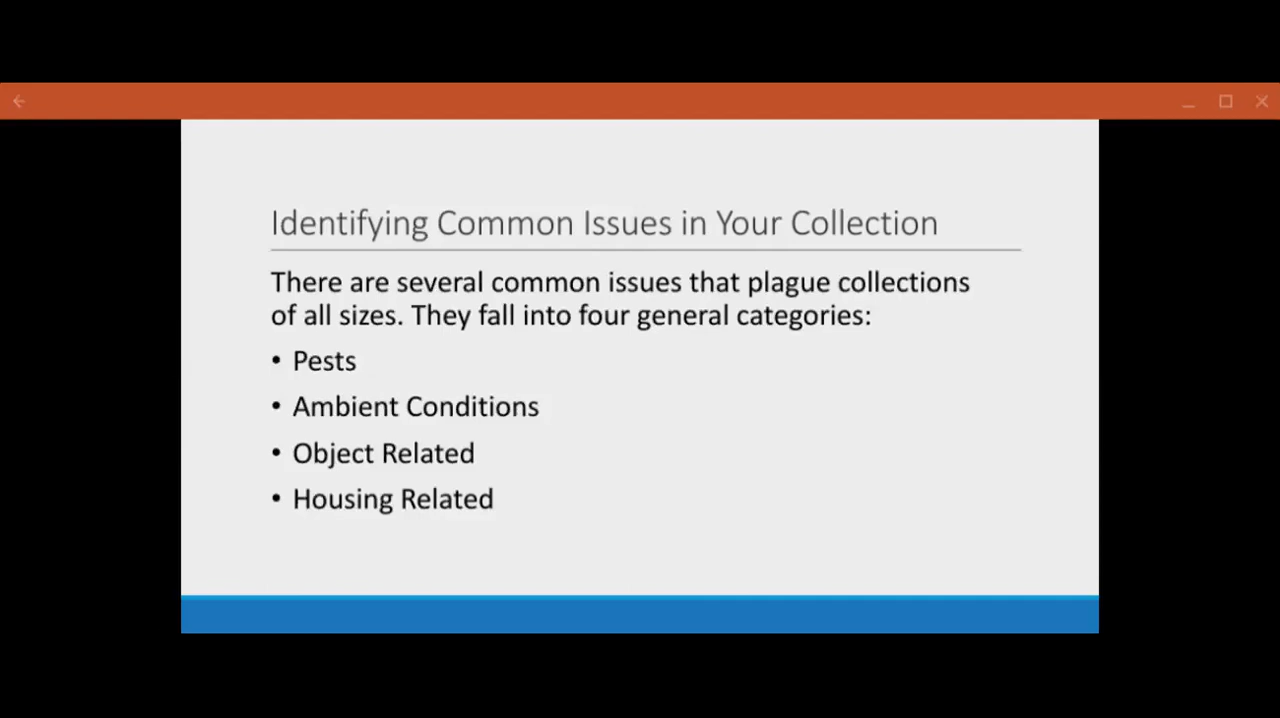 Identifying Common Issues in Your Collection
There are several common issues that plague collections
of all sizes. They fall into four general categories:
• Pests
• Ambient Conditions
• Object Related
• Housing Related